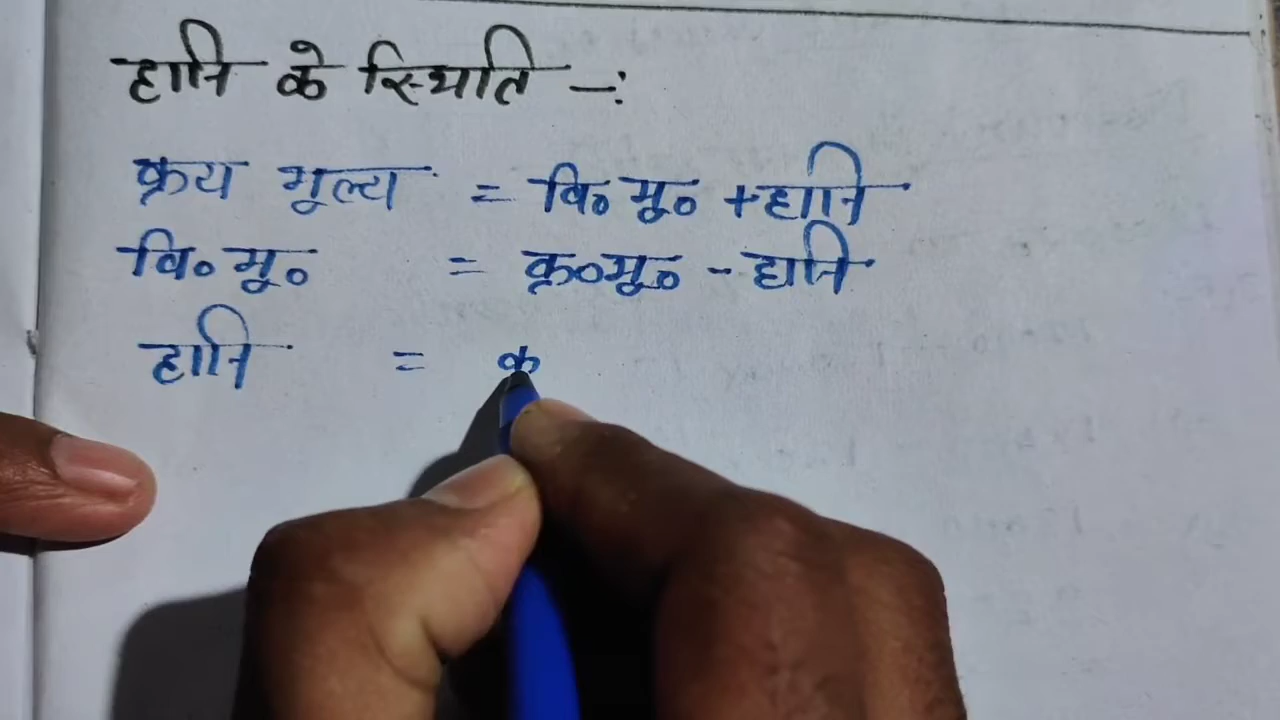 हानि के स्थिति -:
क्रय मूल्य = वि० मू० + हानि
वि० मू० = क्र० मू० - हानि
हानि = क